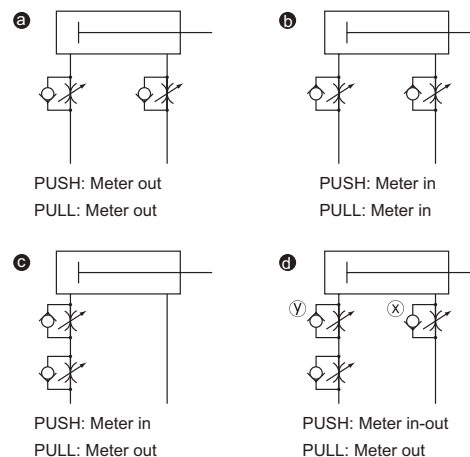 a
PUSH: Meter out
PULL: Meter out
b
PUSH: Meter in
PULL: Meter in
c
PUSH: Meter in
PULL: Meter out
d
y
x
PUSH: Meter in-out
PULL: Meter out